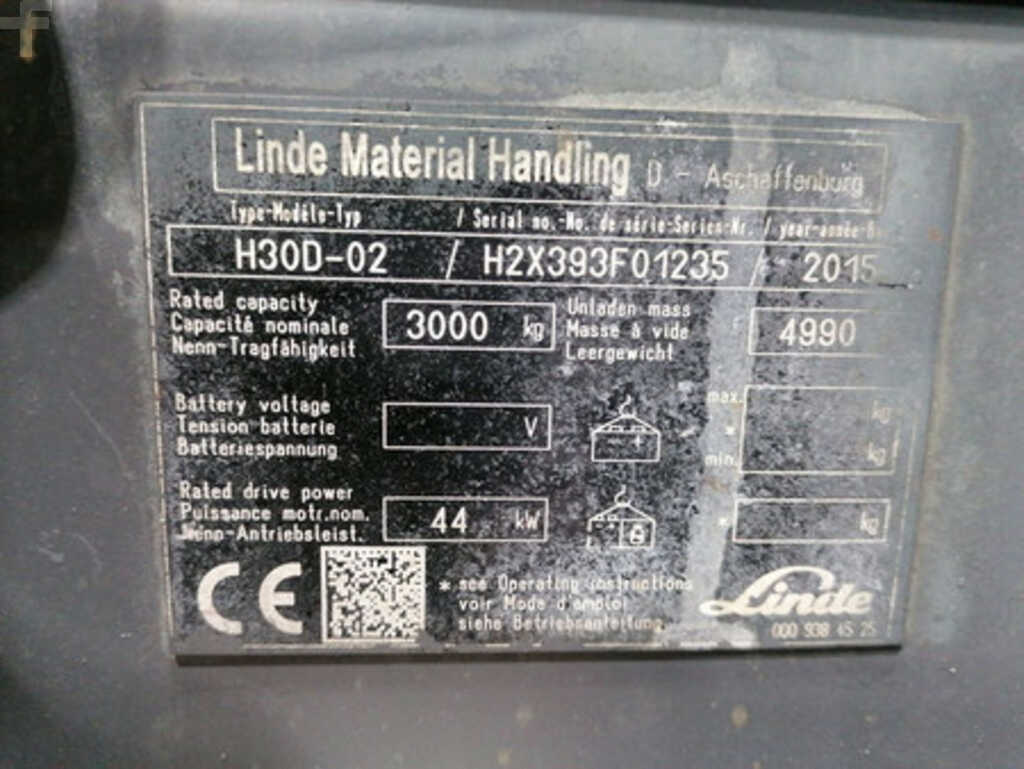 Linde Material Handling D - Aschaffenburg
Type-Modèle-Typ / Serial no.-No. de série-Serien-Nr. / year-année
H30D-02 / H2X393F01235 / 2015
Rated capacity
Capacité nominale
Nenn-Tragfähigkeit
3000 kg
Unladen mass
Masse à vide
Leergewicht
4990
Battery voltage
Tension batterie
Batteriespannung
V
max. kg
*
min. kg
Rated drive power
Puissance motr.nom.
Nenn-Antriebsleist.
44 kW
* kg
CE
* see Operating instructions
voir Mode d'emploi
siehe Betriebsanleitung
Linde
000 938 45 25